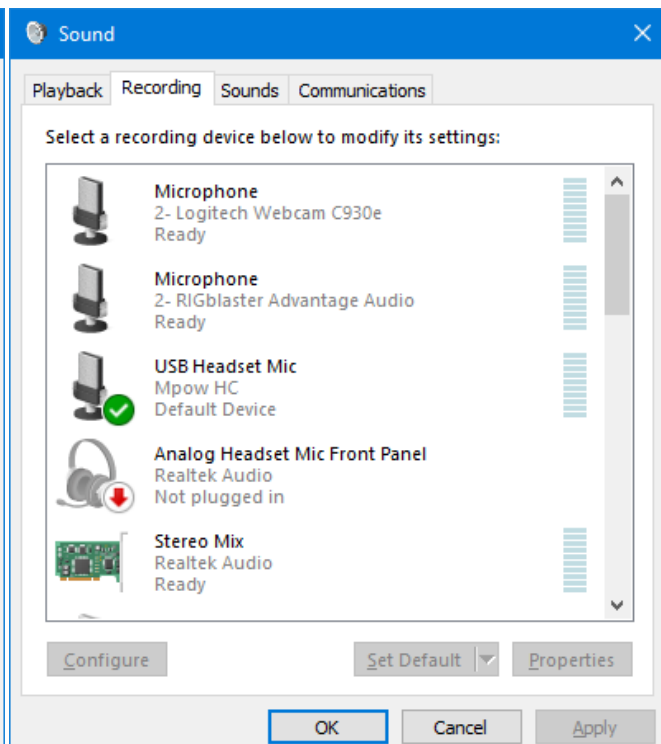 Sound
Playback Recording Sounds Communications
Select a recording device below to modify its settings:
Microphone
2- Logitech Webcam C930e
Ready
Microphone
2- RIGblaster Advantage Audio
Ready
USB Headset Mic
Mpow HC
Default Device
Analog Headset Mic Front Panel
Realtek Audio
Not plugged in
Stereo Mix
Realtek Audio
Ready
Configure Set Default Properties
OK Cancel Apply